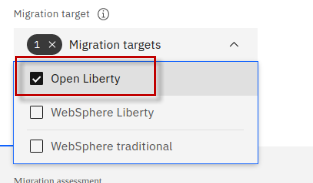 Migration target
1 × Migration targets
Open Liberty
WebSphere Liberty
WebSphere traditional
Migration assessment